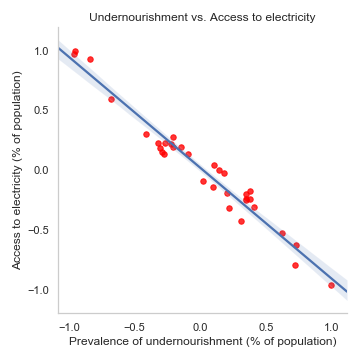 Undernourishment vs. Access to electricity
Access to electricity (% of population)
1.0
0.5
0.0
−0.5
−1.0
−1.0 −0.5 0.0 0.5 1.0
Prevalence of undernourishment (% of population)